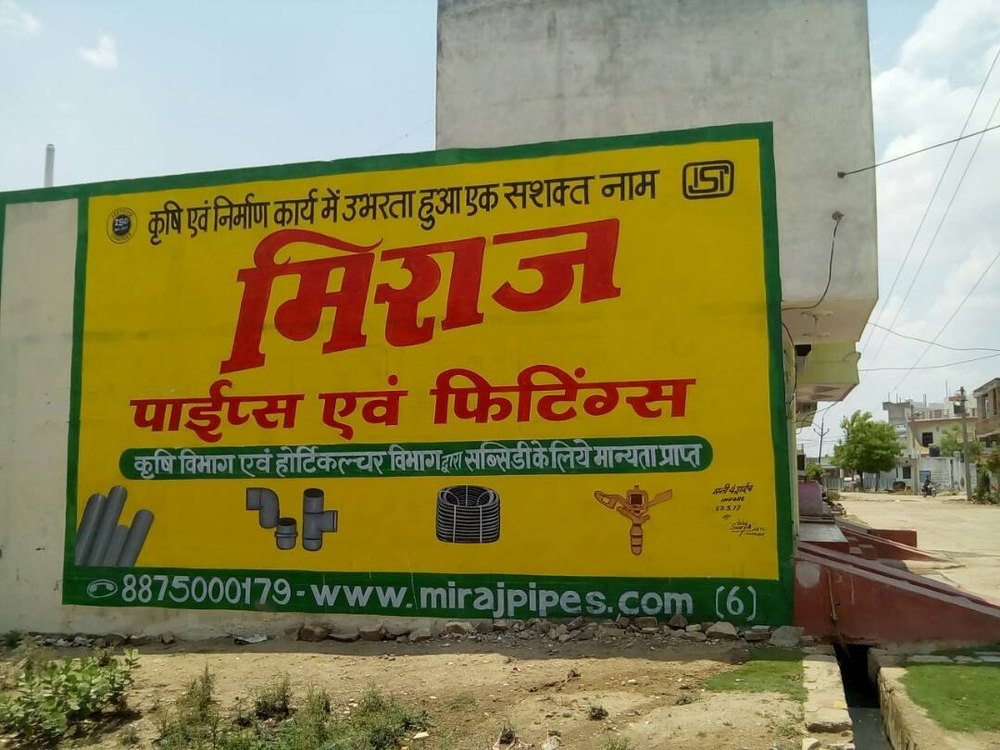 कृषि एवं निर्माण कार्य में उभरता हुआ एक सशक्त नाम
ISI
मिराज
पाईप्स एवं फिटिंग्स
कृषि विभाग एवं होर्टिकल्चर विभाग द्वारा सब्सिडी के लिये मान्यता प्राप्त
8875000179 - www.mirajpipes.com (6)